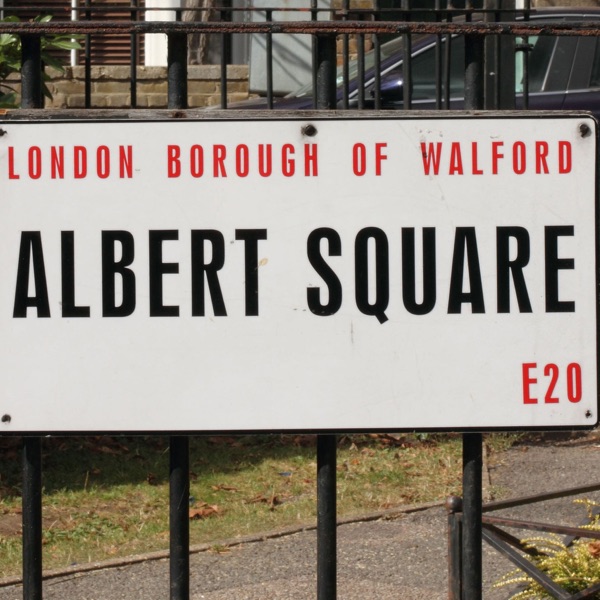 LONDON BOROUGH OF WALFORD
ALBERT SQUARE
E20